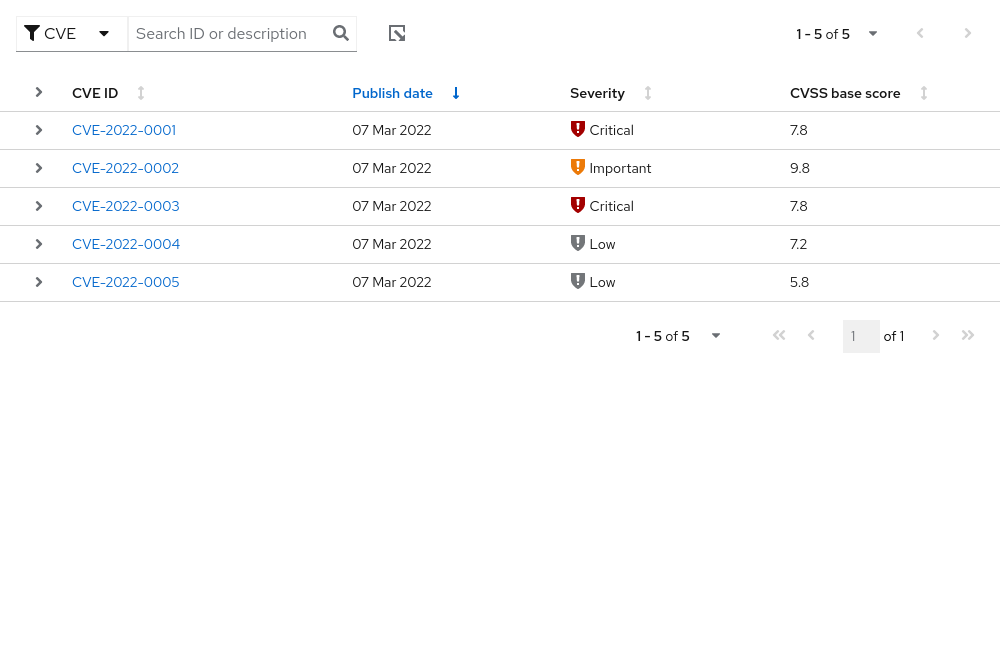 CVE Search ID or description 1 - 5 of 5
CVE ID Publish date Severity CVSS base score
CVE-2022-0001 07 Mar 2022 Critical 7.8
CVE-2022-0002 07 Mar 2022 Important 9.8
CVE-2022-0003 07 Mar 2022 Critical 7.8
CVE-2022-0004 07 Mar 2022 Low 7.2
CVE-2022-0005 07 Mar 2022 Low 5.8
1 - 5 of 5 1 of 1